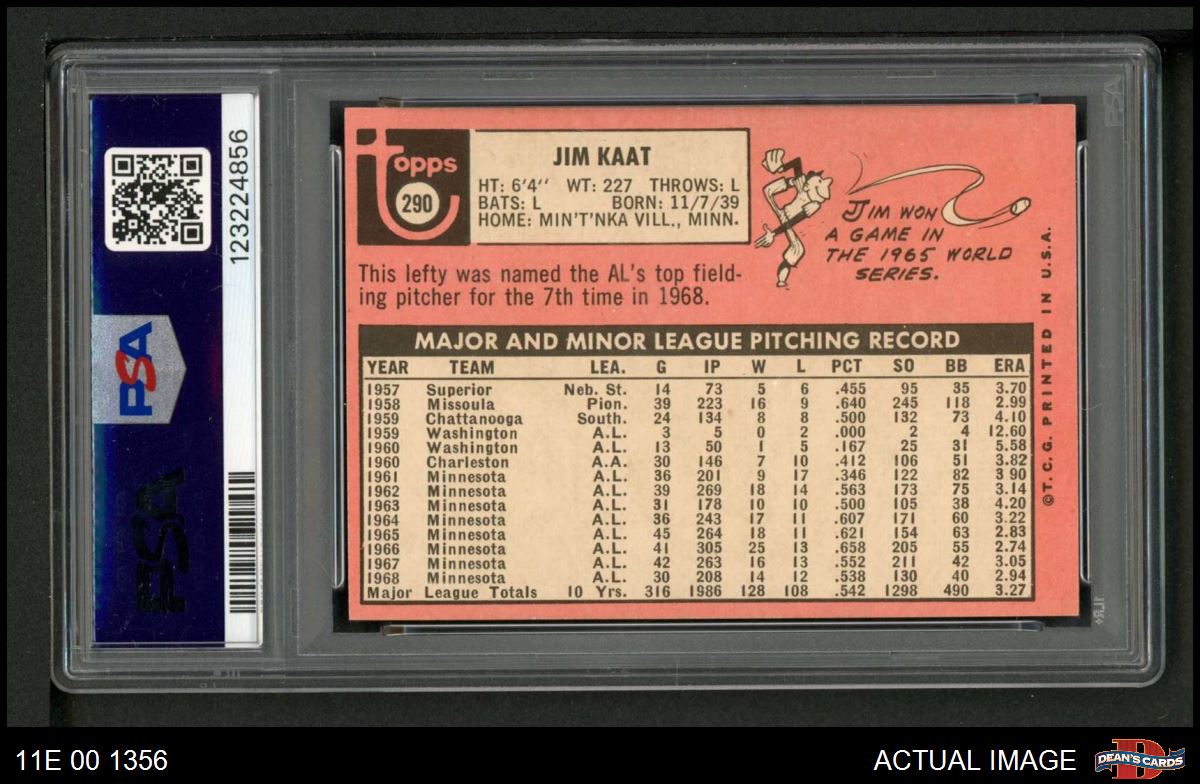 123224856
PSA
PSA
topps
290
JIM KAAT
HT: 6'4'' WT: 227 THROWS: L
BATS: L BORN: 11/7/39
HOME: MIN'T'NKA VILL., MINN.
JIM WON
A GAME IN
THE 1965 WORLD
SERIES.
This lefty was named the AL's top field-
ing pitcher for the 7th time in 1968.
MAJOR AND MINOR LEAGUE PITCHING RECORD
YEAR TEAM LEA. G IP W L PCT SO BB ERA
1957 Superior Neb. St. 14 73 5 6 .455 95 35 3.70
1958 Missoula Pion. 39 223 16 9 .640 245 118 2.99
1959 Chattanooga South. 24 134 8 8 .500 132 73 4.10
1959 Washington A.L. 3 5 0 2 .000 2 4 12.60
1960 Washington A.L. 13 50 1 5 .167 25 31 5.58
1960 Charleston A.A. 30 146 7 10 .412 106 51 3.82
1961 Minnesota A.L. 36 201 9 17 .346 122 82 3 90
1962 Minnesota A.L. 39 269 18 14 .563 173 75 3.14
1963 Minnesota A.L. 31 178 10 10 .500 105 38 4.20
1964 Minnesota A.L. 36 243 17 11 .607 171 60 3.22
1965 Minnesota A.L. 45 264 18 11 .621 154 63 2.83
1966 Minnesota A.L. 41 305 25 13 .658 205 55 2.74
1967 Minnesota A.L. 42 263 16 13 .552 211 42 3.05
1968 Minnesota A.L. 30 208 14 12 .538 130 40 2.94
Major League Totals 10 Yrs. 316 1986 128 108 .542 1298 490 3.27
©T. C. G. PRINTED IN U.S.A.
PSA
11E 00 1356
ACTUAL IMAGE
D
DEAN'S CARDS